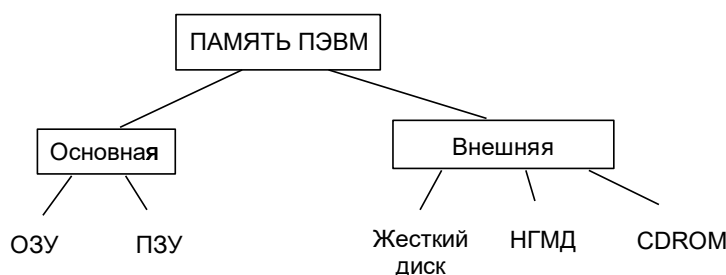 ПАМЯТЬ ПЭВМ
Основная
Внешняя
ОЗУ
ПЗУ
Жесткий
диск
НГМД
CDROM